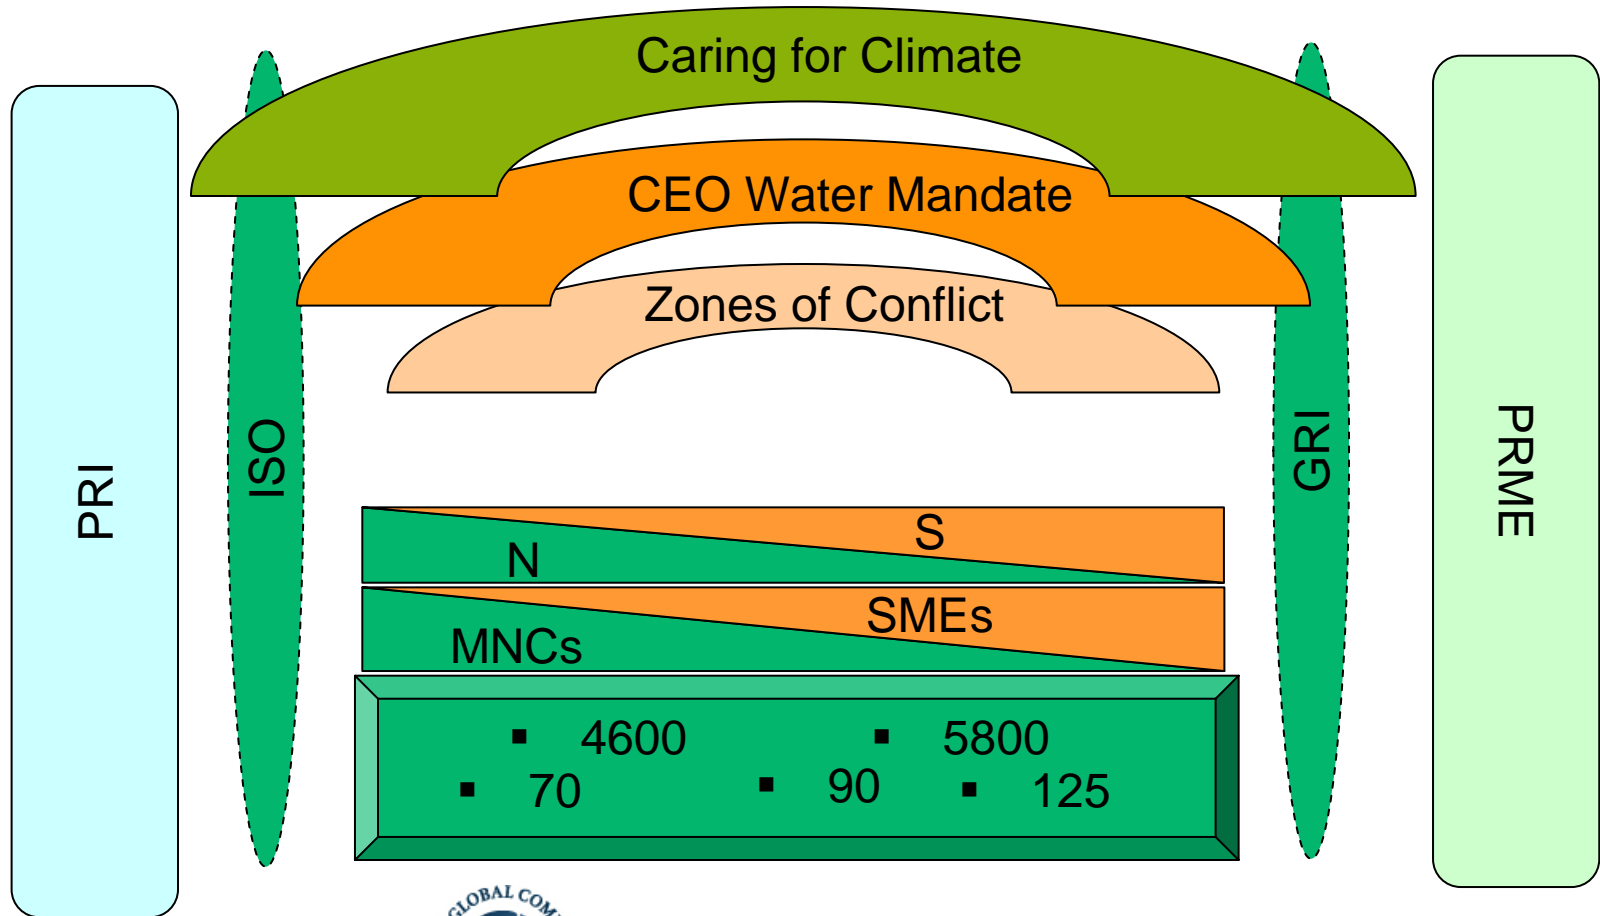 Caring for Climate
CEO Water Mandate
Zones of Conflict
PRI
ISO
GRI
PRME
S
N
SMEs
MNCs
▪ 4600 ▪ 5800
▪ 70 ▪ 90 ▪ 125
GLOBAL